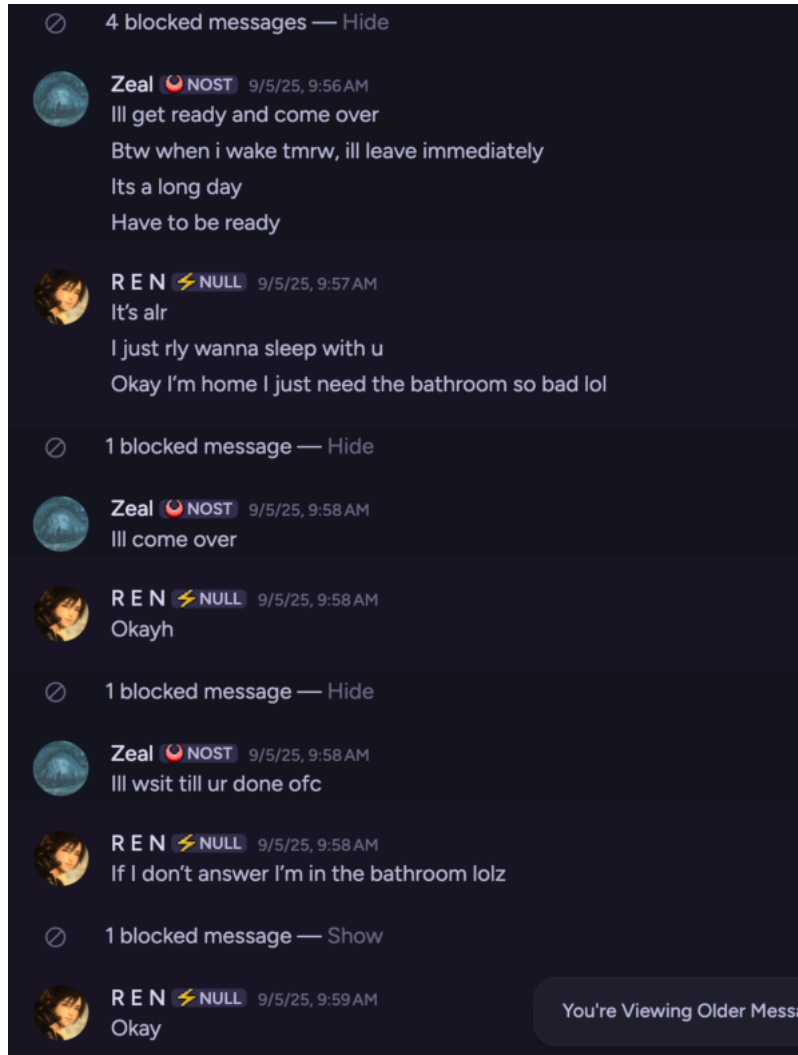 4 blocked messages — Hide
Zeal NOST 9/5/25, 9:56 AM
Ill get ready and come over
Btw when i wake tmrw, ill leave immediately
Its a long day
Have to be ready
R E N NULL 9/5/25, 9:57 AM
It's alr
I just rly wanna sleep with u
Okay I'm home I just need the bathroom so bad lol
1 blocked message — Hide
Zeal NOST 9/5/25, 9:58 AM
Ill come over
R E N NULL 9/5/25, 9:58 AM
Okayh
1 blocked message — Hide
Zeal NOST 9/5/25, 9:58 AM
Ill wsit till ur done ofc
R E N NULL 9/5/25, 9:58 AM
If I don't answer I'm in the bathroom lolz
1 blocked message — Show
R E N NULL 9/5/25, 9:59 AM
Okay
You're Viewing Older Messa